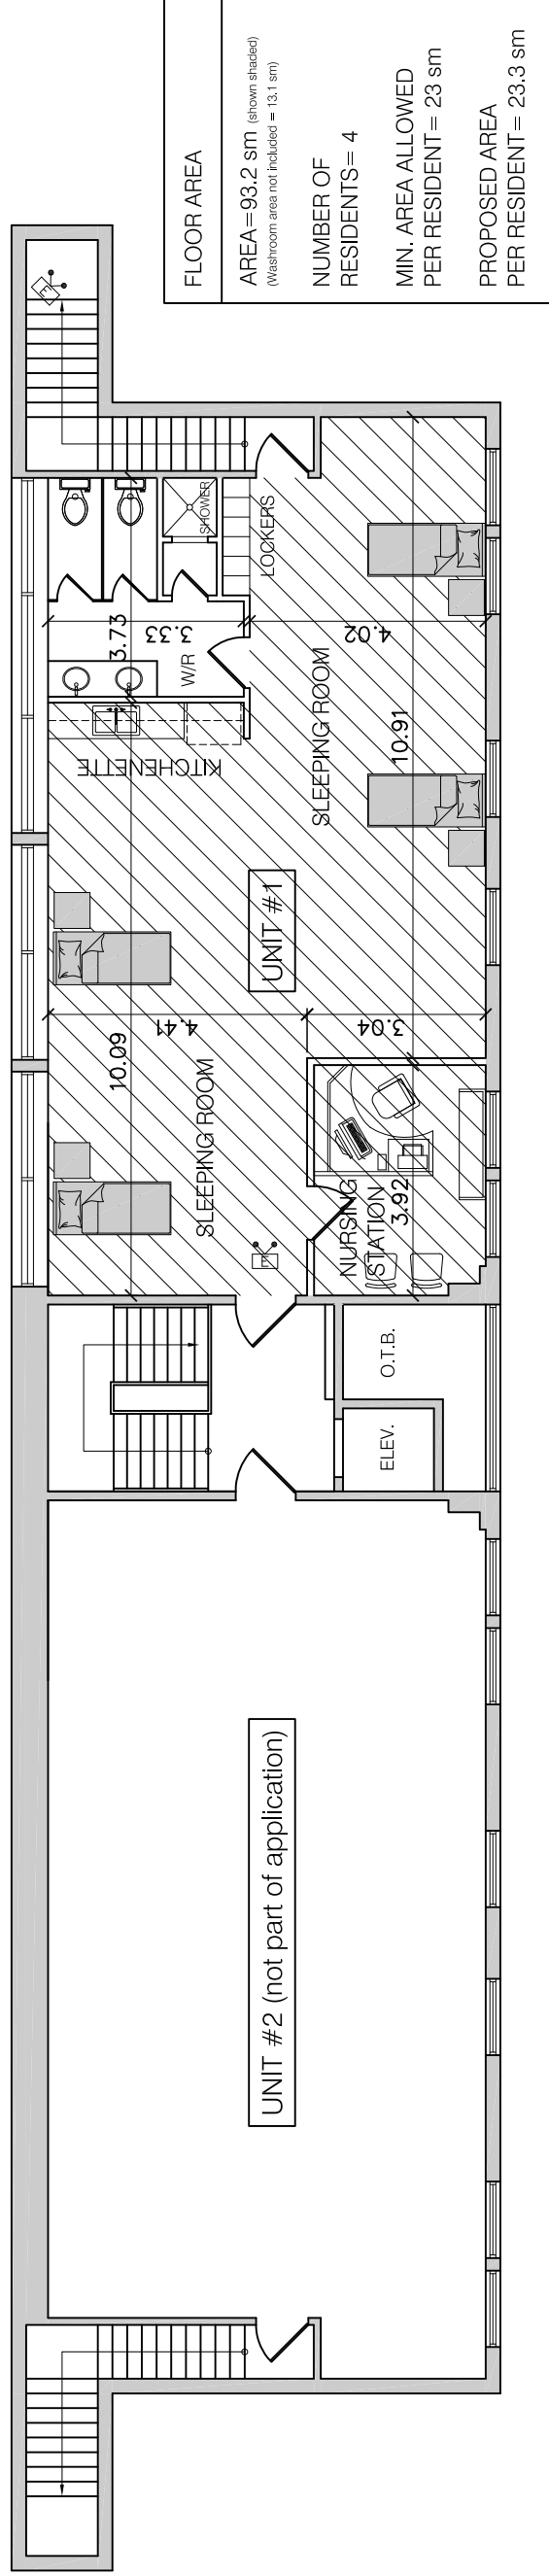 FLOOR AREA
AREA=93.2 sm (shown shaded)
(Washroom area not included = 13.1 sm)
NUMBER OF
RESIDENTS= 4
MIN. AREA ALLOWED
PER RESIDENT= 23 sm
PROPOSED AREA
PER RESIDENT= 23.3 sm
SHOWER
LOCKERS
3.73
3.33
W/R
4.02
KITCHENETTE
SLEEPING ROOM
10.91
UNIT #1
4.41
3.04
10.09
SLEEPING ROOM
NURSING
STATION
3.92
E
E
O.T.B.
ELEV.
UNIT #2 (not part of application)